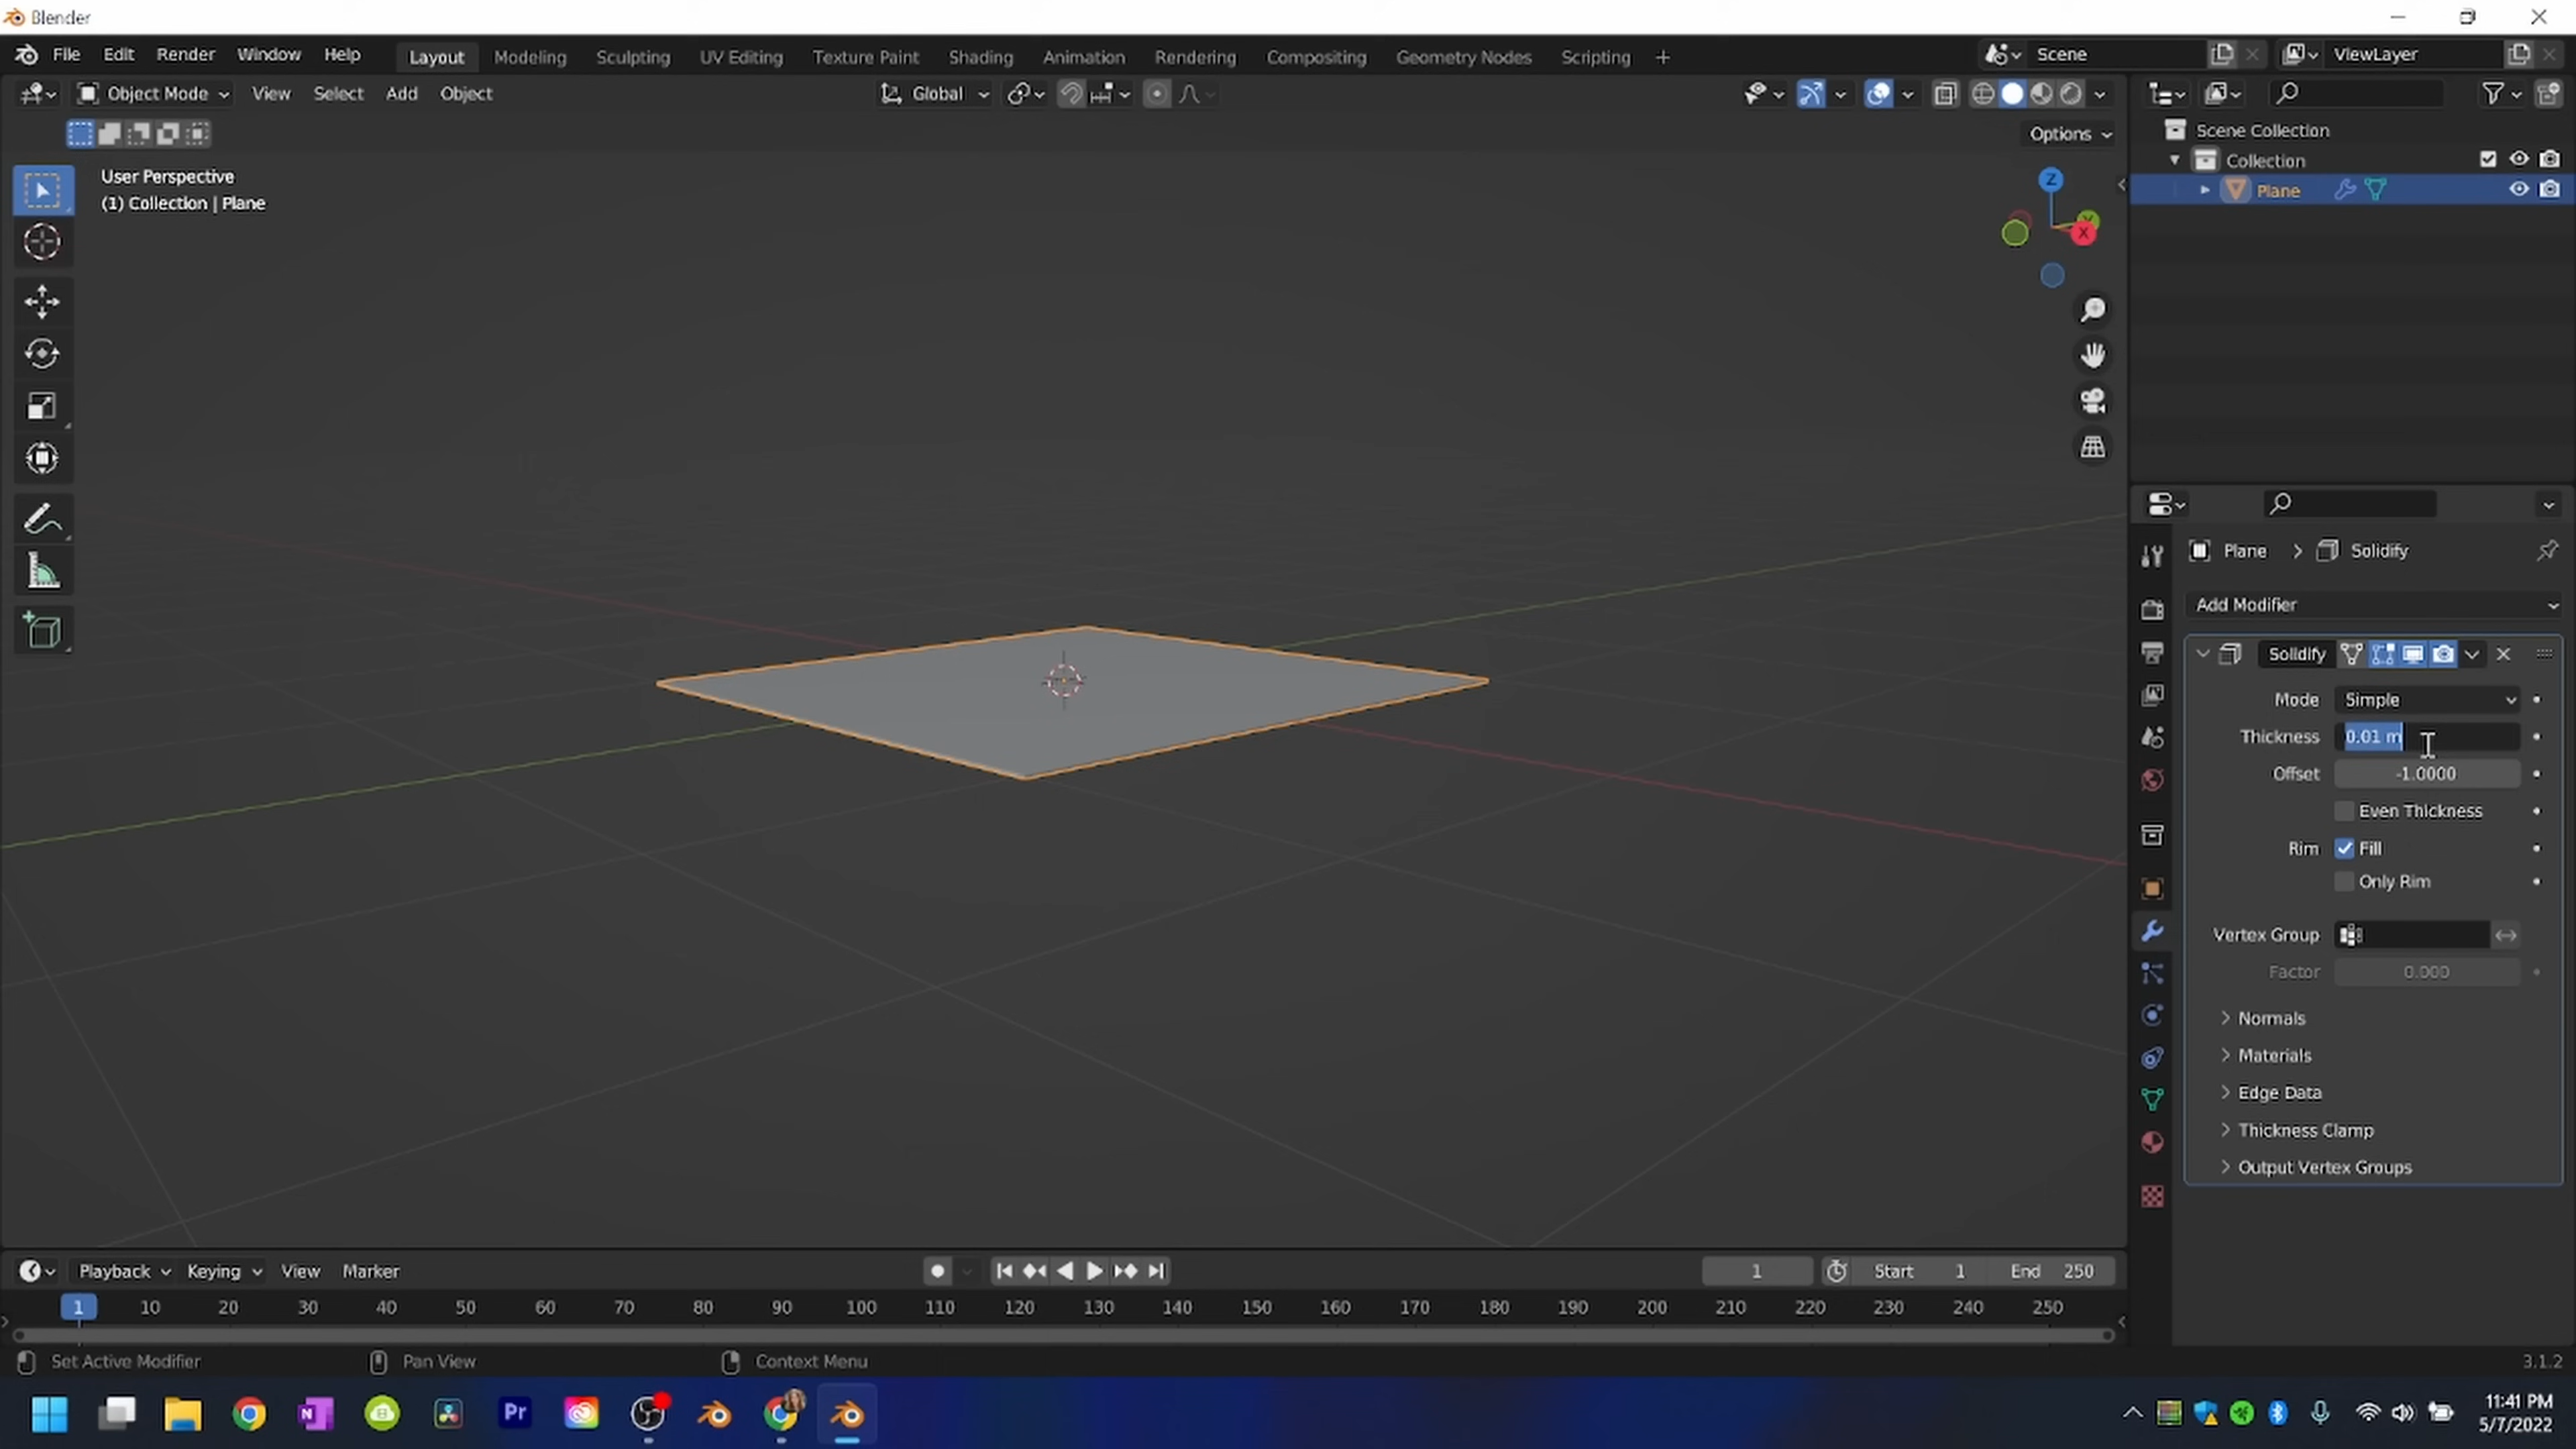 Blender
File Edit Render Window Help Layout Modeling Sculpting UV Editing Texture Paint Shading Animation Rendering Compositing Geometry Nodes Scripting + Scene ViewLayer
Object Mode View Select Add Object Global
Options
User Perspective
(1) Collection | Plane
Z
Y
X
Scene Collection
Collection
Plane
Plane > Solidify
Add Modifier
Solidify
Mode Simple
Thickness 0.01 m
Offset -1.0000
Even Thickness
Rim Fill
Only Rim
Vertex Group
Factor 0.000
Normals
Materials
Edge Data
Thickness Clamp
Output Vertex Groups
Playback Keying View Marker 1 Start 1 End 250
1 10 20 30 40 50 60 70 80 90 100 110 120 130 140 150 160 170 180 190 200 210 220 230 240 250
Set Active Modifier Pan View Context Menu 3.1.2
N Pr
11:41 PM
5/7/2022